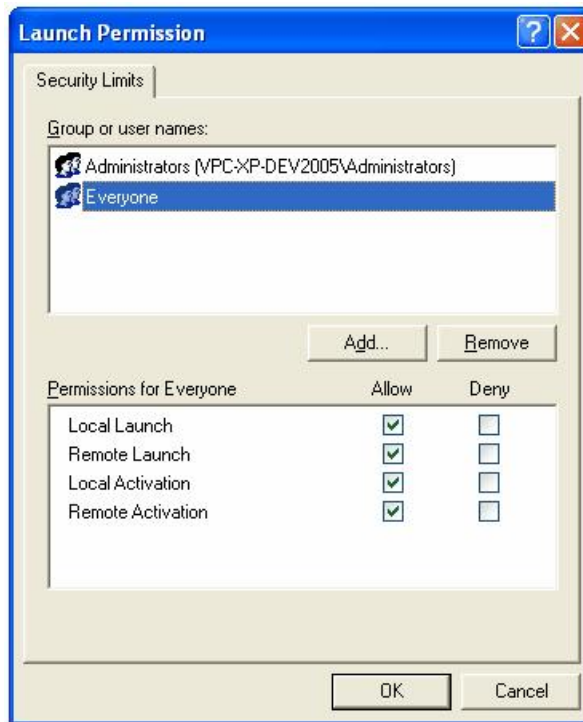 Launch Permission
Security Limits
Group or user names:
Administrators (VPC-XP-DEV2005\Administrators)
Everyone
Add... Remove
Permissions for Everyone Allow Deny
Local Launch
Remote Launch
Local Activation
Remote Activation
OK Cancel